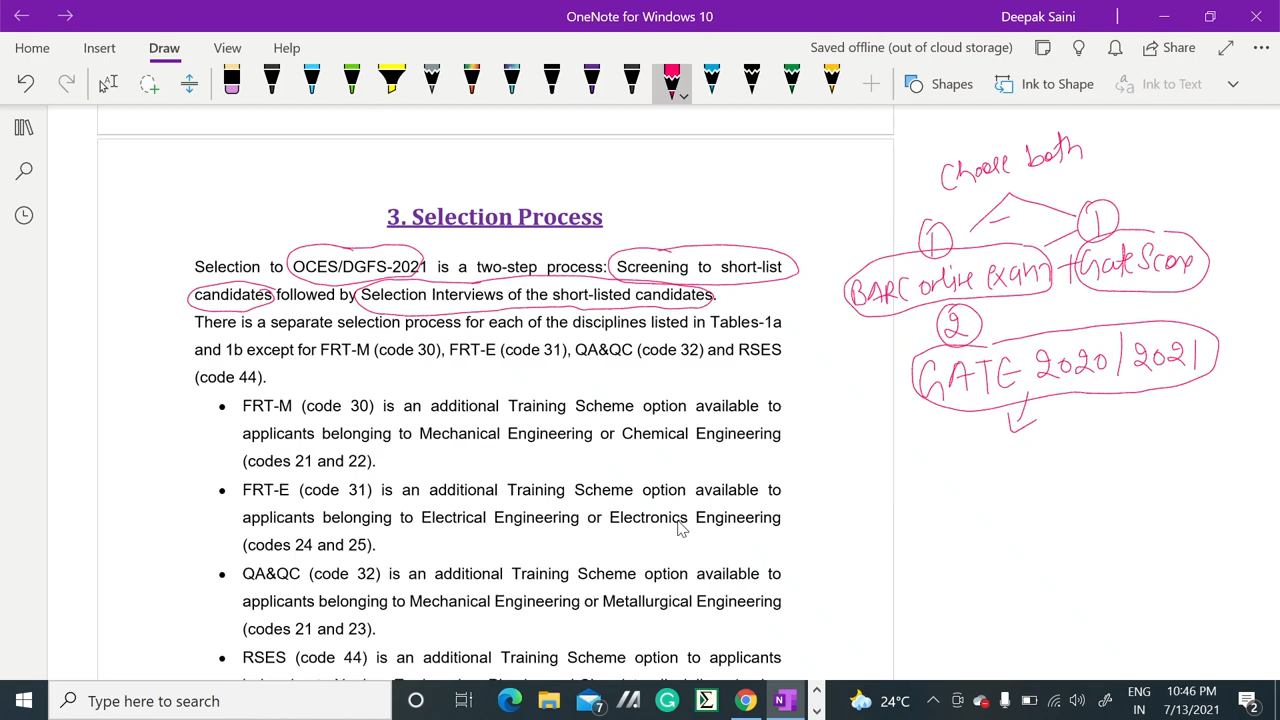 OneNote for Windows 10
Deepak Saini
Home Insert Draw View Help
Saved offline (out of cloud storage)
Share
Shapes
Ink to Shape
Ink to Text
3. Selection Process
Selection to OCES/DGFS-2021 is a two-step process: Screening to short-list
candidates followed by Selection Interviews of the short-listed candidates.
There is a separate selection process for each of the disciplines listed in Tables-1a
and 1b except for FRT-M (code 30), FRT-E (code 31), QA&QC (code 32) and RSES
(code 44).
• FRT-M (code 30) is an additional Training Scheme option available to
applicants belonging to Mechanical Engineering or Chemical Engineering
(codes 21 and 22).
• FRT-E (code 31) is an additional Training Scheme option available to
applicants belonging to Electrical Engineering or Electronics Engineering
(codes 24 and 25).
• QA&QC (code 32) is an additional Training Scheme option available to
applicants belonging to Mechanical Engineering or Metallurgical Engineering
(codes 21 and 23).
• RSES (code 44) is an additional Training Scheme option to applicants
Choose both
1 1
BARC online exam + Gate Score
2
GATE 2020/2021
Type here to search
7
24°C
ENG
IN
10:46 PM
7/13/2021
2